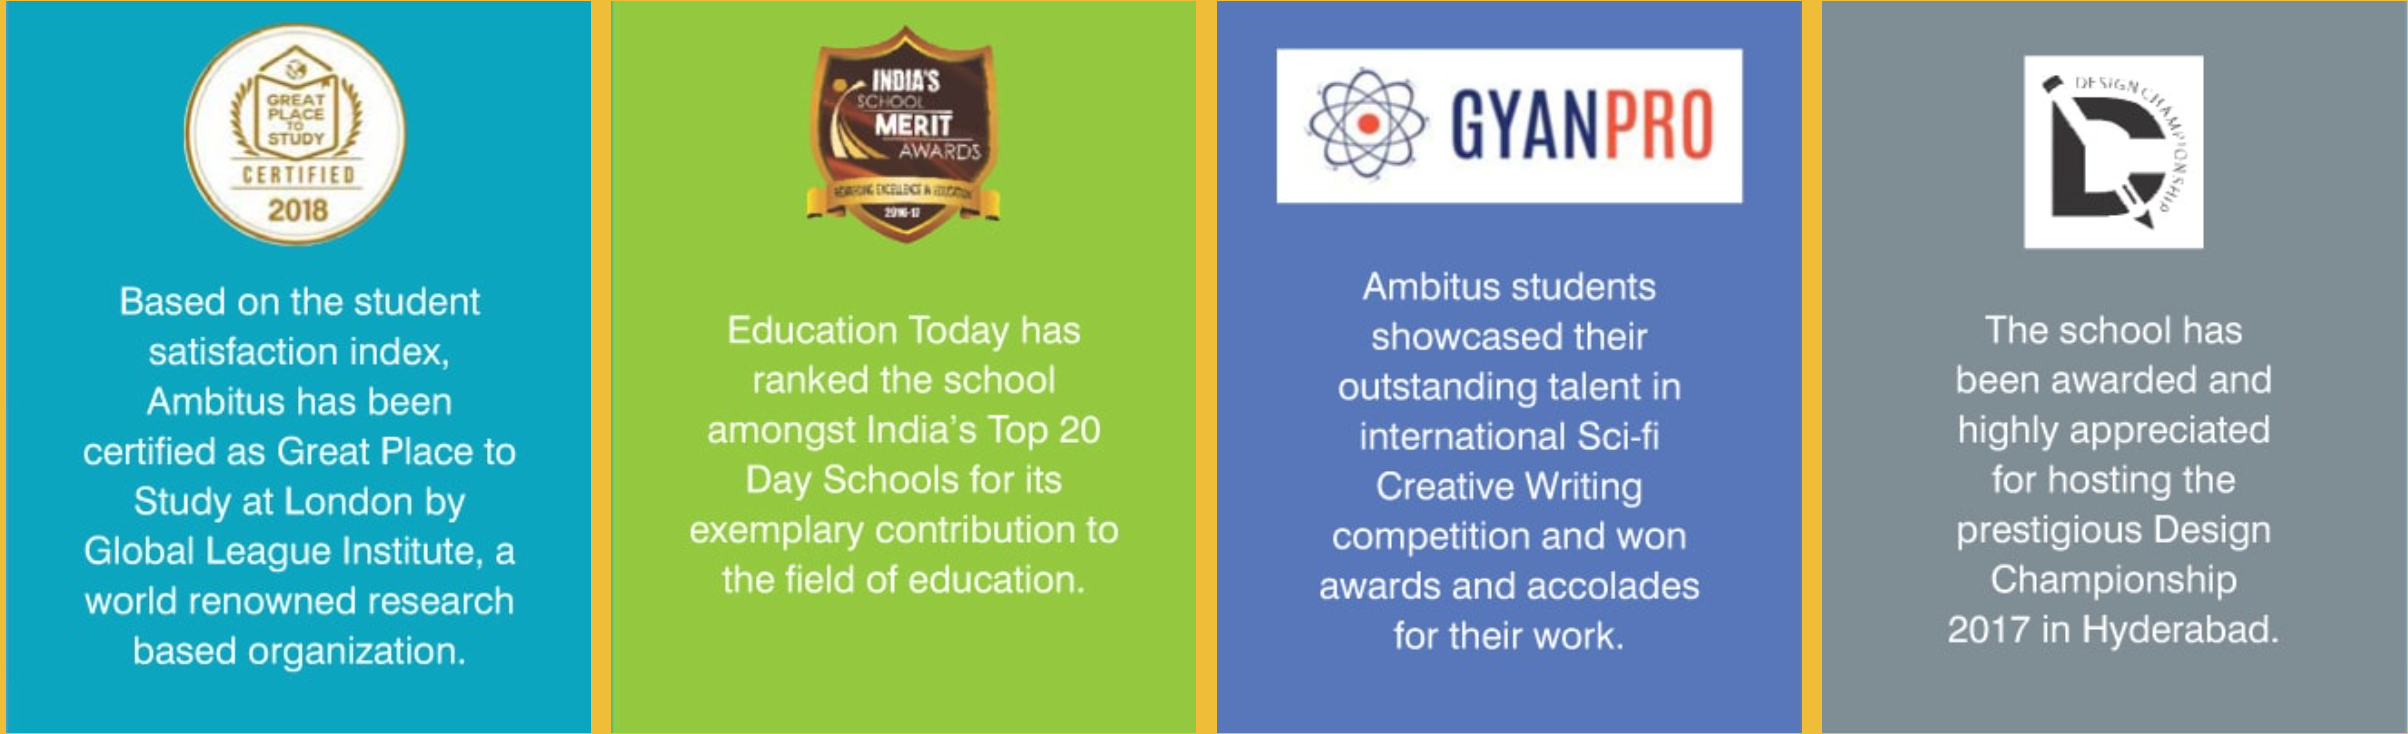 GREAT
PLACE
TO
STUDY
CERTIFIED
2018
Based on the student
satisfaction index,
Ambitus has been
certified as Great Place to
Study at London by
Global League Institute, a
world renowned research
based organization.
INDIA'S
SCHOOL
MERIT
AWARDS
REWARDING EXCELLENCE IN EDUCATION
2016-17
Education Today has
ranked the school
amongst India's Top 20
Day Schools for its
exemplary contribution to
the field of education.
GYANPRO
Ambitus students
showcased their
outstanding talent in
international Sci-fi
Creative Writing
competition and won
awards and accolades
for their work.
DESIGN CHAMPIONSHIP
DC
The school has
been awarded and
highly appreciated
for hosting the
prestigious Design
Championship
2017 in Hyderabad.